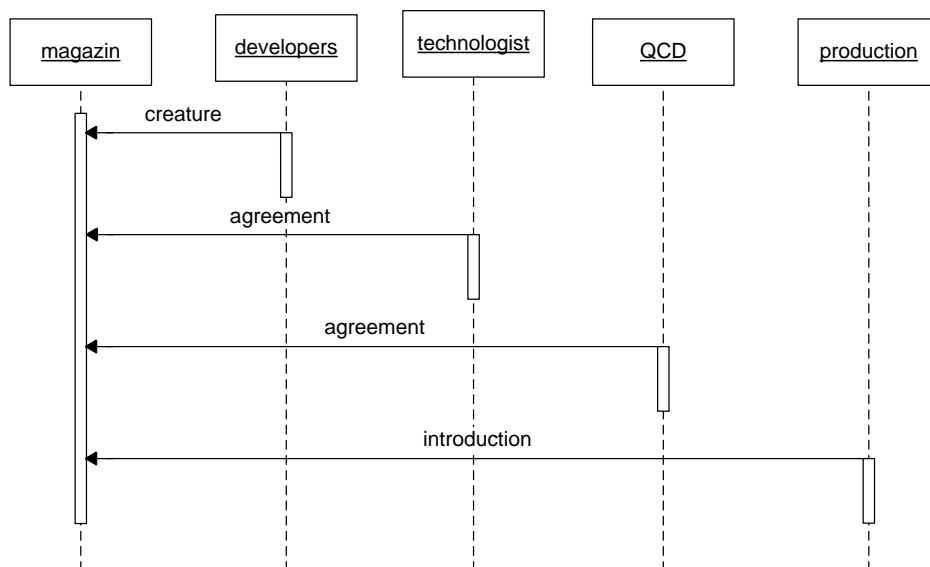 magazin
developers
technologist
QCD
production
creature
agreement
agreement
introduction